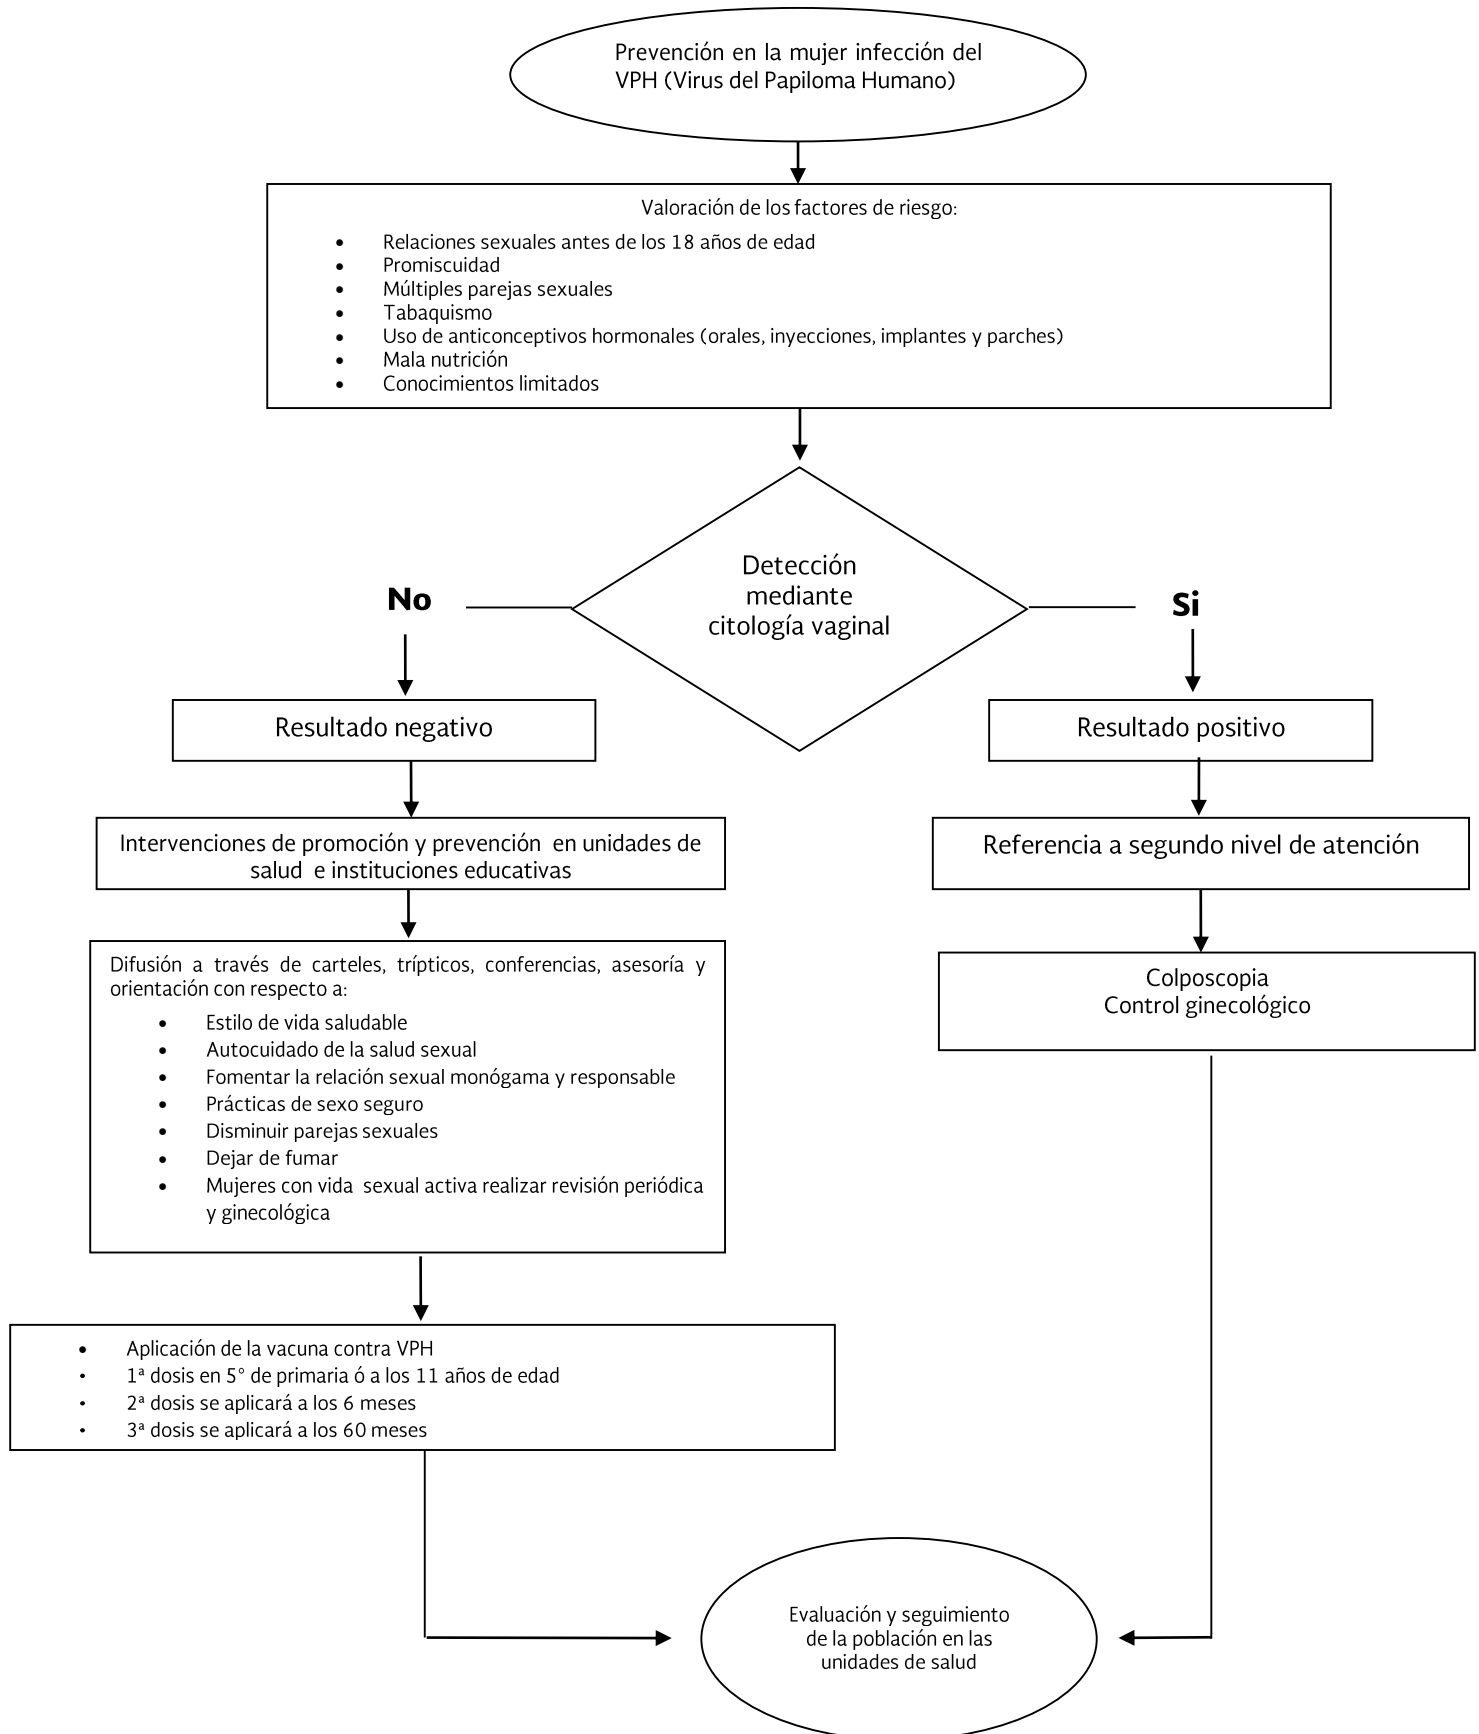 Prevención en la mujer infección del
VPH (Virus del Papiloma Humano)
Valoración de los factores de riesgo:
• Relaciones sexuales antes de los 18 años de edad
• Promiscuidad
• Múltiples parejas sexuales
• Tabaquismo
• Uso de anticonceptivos hormonales (orales, inyecciones, implantes y parches)
• Mala nutrición
• Conocimientos limitados
Detección
mediante
citología vaginal
No
Si
Resultado negativo
Resultado positivo
Intervenciones de promoción y prevención en unidades de
salud e instituciones educativas
Referencia a segundo nivel de atención
Difusión a través de carteles, trípticos, conferencias, asesoría y
orientación con respecto a:
• Estilo de vida saludable
• Autocuidado de la salud sexual
• Fomentar la relación sexual monógama y responsable
• Prácticas de sexo seguro
• Disminuir parejas sexuales
• Dejar de fumar
• Mujeres con vida sexual activa realizar revisión periódica
y ginecológica
Colposcopia
Control ginecológico
• Aplicación de la vacuna contra VPH
• 1ª dosis en 5° de primaria ó a los 11 años de edad
• 2ª dosis se aplicará a los 6 meses
• 3ª dosis se aplicará a los 60 meses
Evaluación y seguimiento
de la población en las
unidades de salud